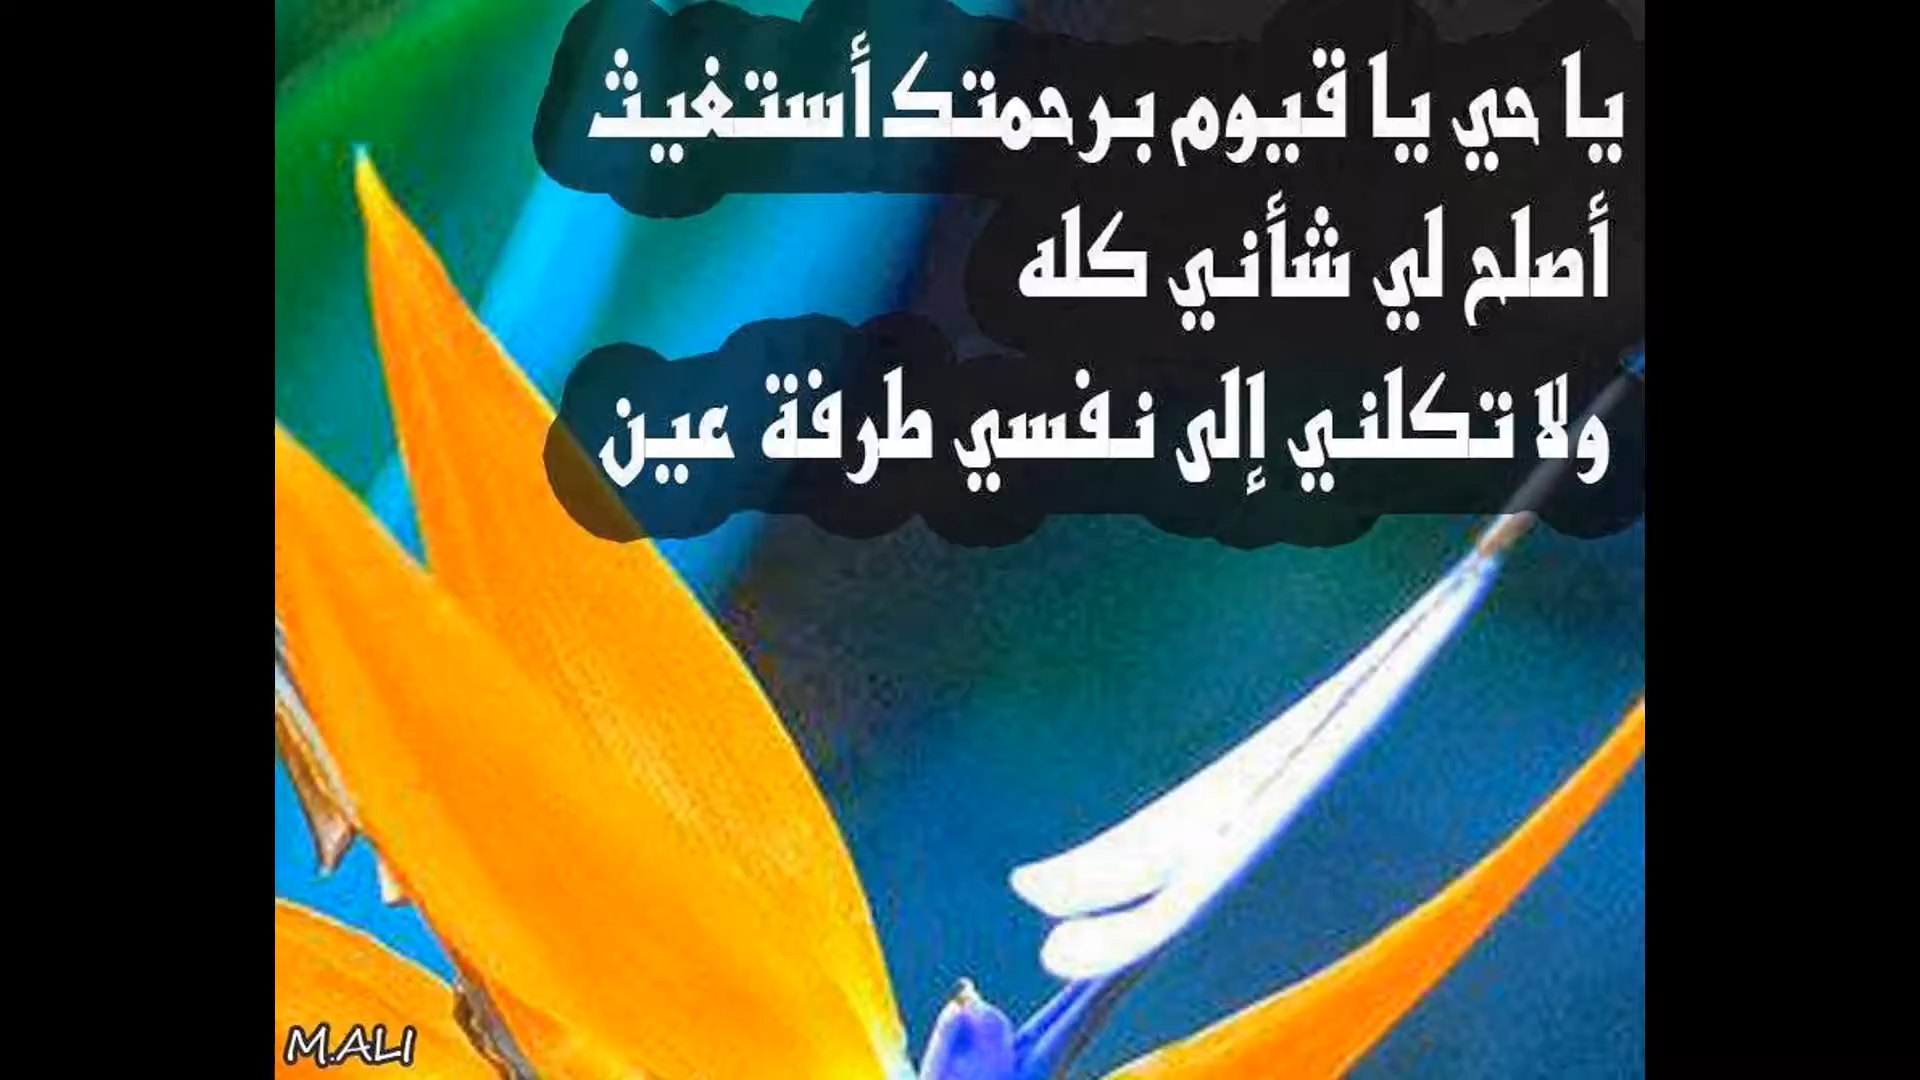 يا حي يا قيوم برحمتك أستغيث
أصلح لي شأني كله
ولا تكلني إلى نفسي طرفة عين
M.ALI